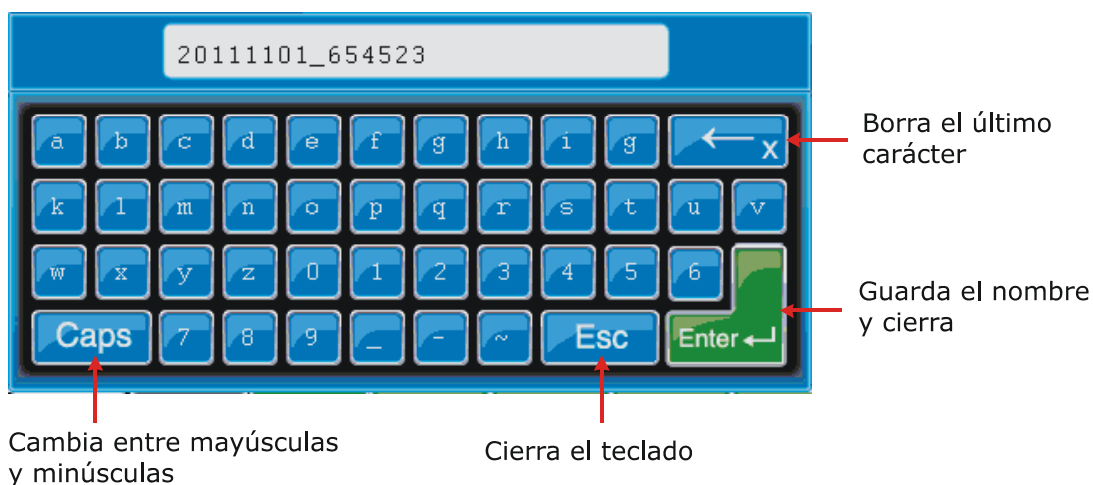 20111101_654523
a b c d e f g h i g ← x
k l m n o p q r s t u v
w x y z 0 1 2 3 4 5 6
Caps 7 8 9 _ - ~ Esc Enter ↵
Borra el último
carácter
Guarda el nombre
y cierra
Cambia entre mayúsculas
y minúsculas
Cierra el teclado